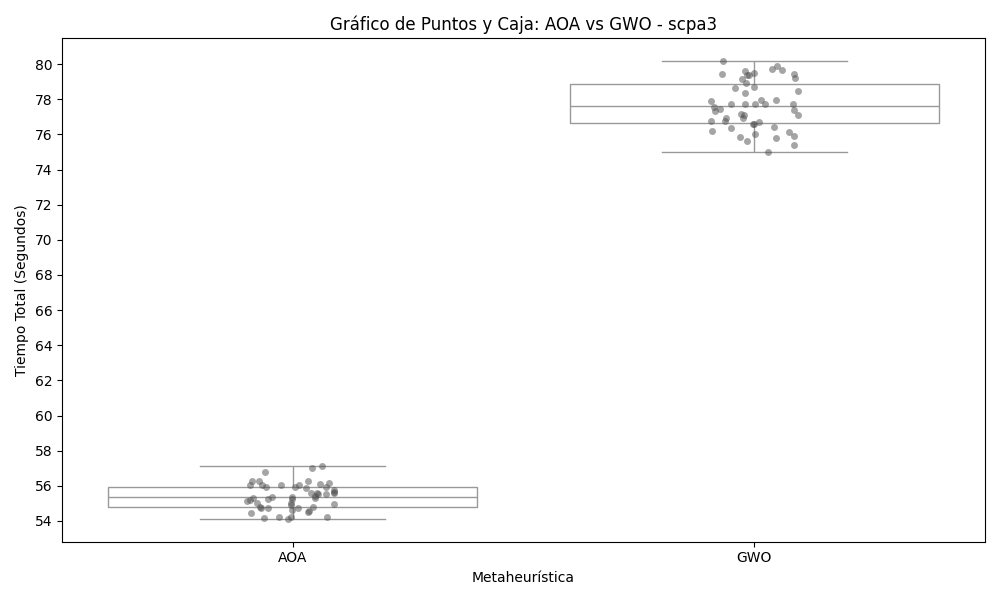 Gráfico de Puntos y Caja: AOA vs GWO - scpa3
Tiempo Total (Segundos)
80
78
76
74
72
70
68
66
64
62
60
58
56
54
AOA
GWO
Metaheurística